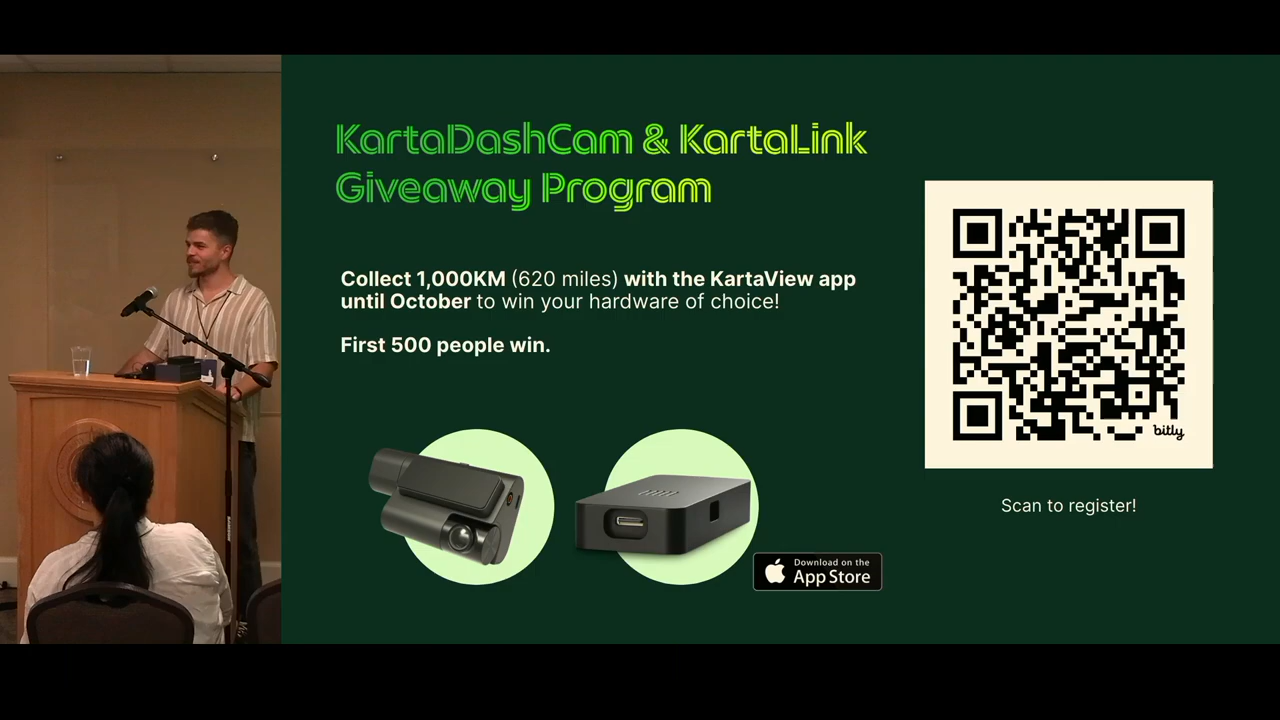 KartaDashCam & KartaLink
Giveaway Program
Collect 1,000KM (620 miles) with the KartaView app
until October to win your hardware of choice!
First 500 people win.
bitly
Scan to register!
Download on the
App Store